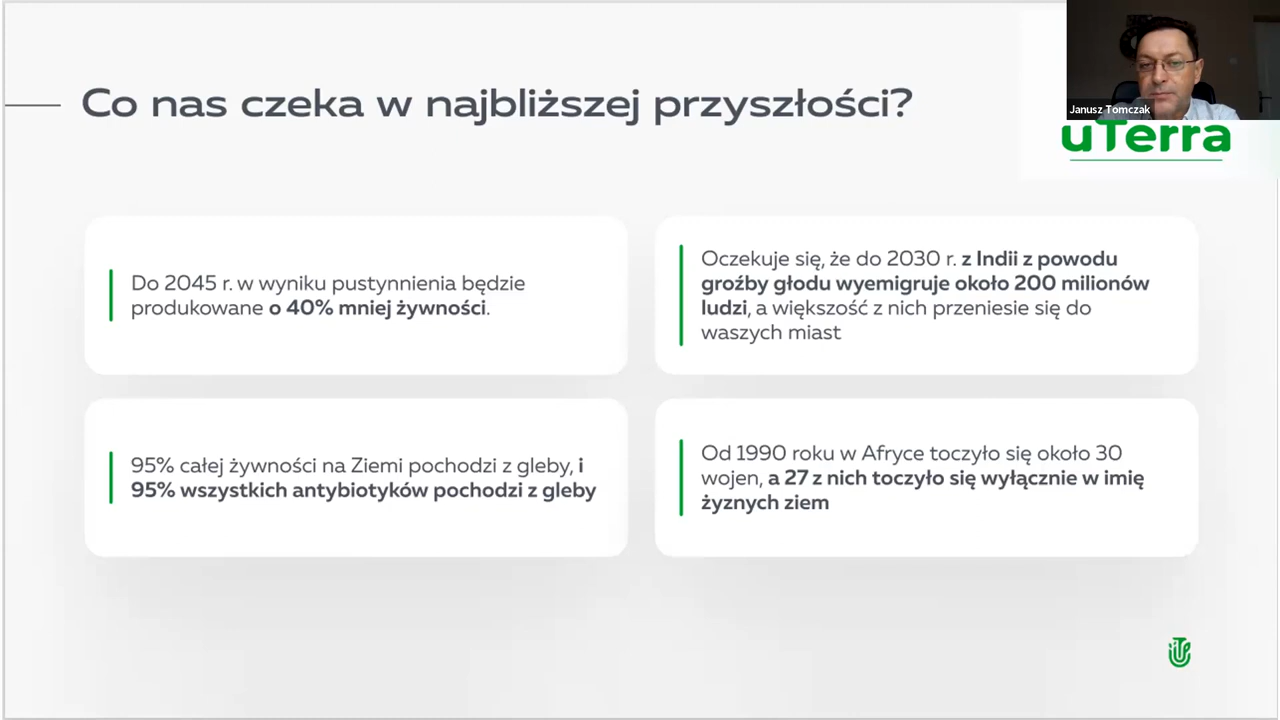 Co nas czeka w najbliższej przyszłości?
Janusz Tomczak
uTerra
Do 2045 r. w wyniku pustynnienia będzie
produkowane o 40% mniej żywności.
Oczekuje się, że do 2030 r. z Indii z powodu
groźby głodu wyemigruje około 200 milionów
ludzi, a większość z nich przeniesie się do
waszych miast
95% całej żywności na Ziemi pochodzi z gleby, i
95% wszystkich antybiotyków pochodzi z gleby
Od 1990 roku w Afryce toczyło się około 30
wojen, a 27 z nich toczyło się wyłącznie w imię
żyznych ziem